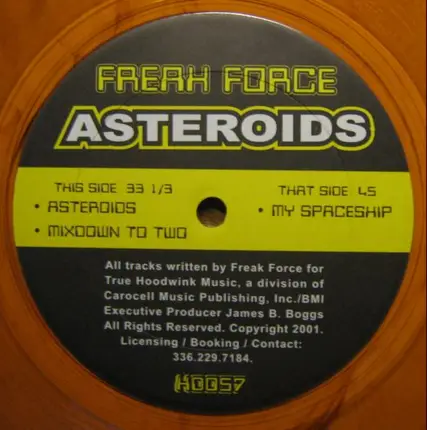 FREAK FORCE
ASTEROIDS
THIS SIDE 33 1/3
• ASTEROIDS
• MIXDOWN TO TWO
THAT SIDE 45
• MY SPACESHIP
All tracks written by Freak Force for
True Hoodwink Music, a division of
Carocell Music Publishing, Inc./BMI
Executive Producer James B. Boggs
All Rights Reserved. Copyright 2001.
Licensing / Booking / Contact:
336.229.7184.
HD057